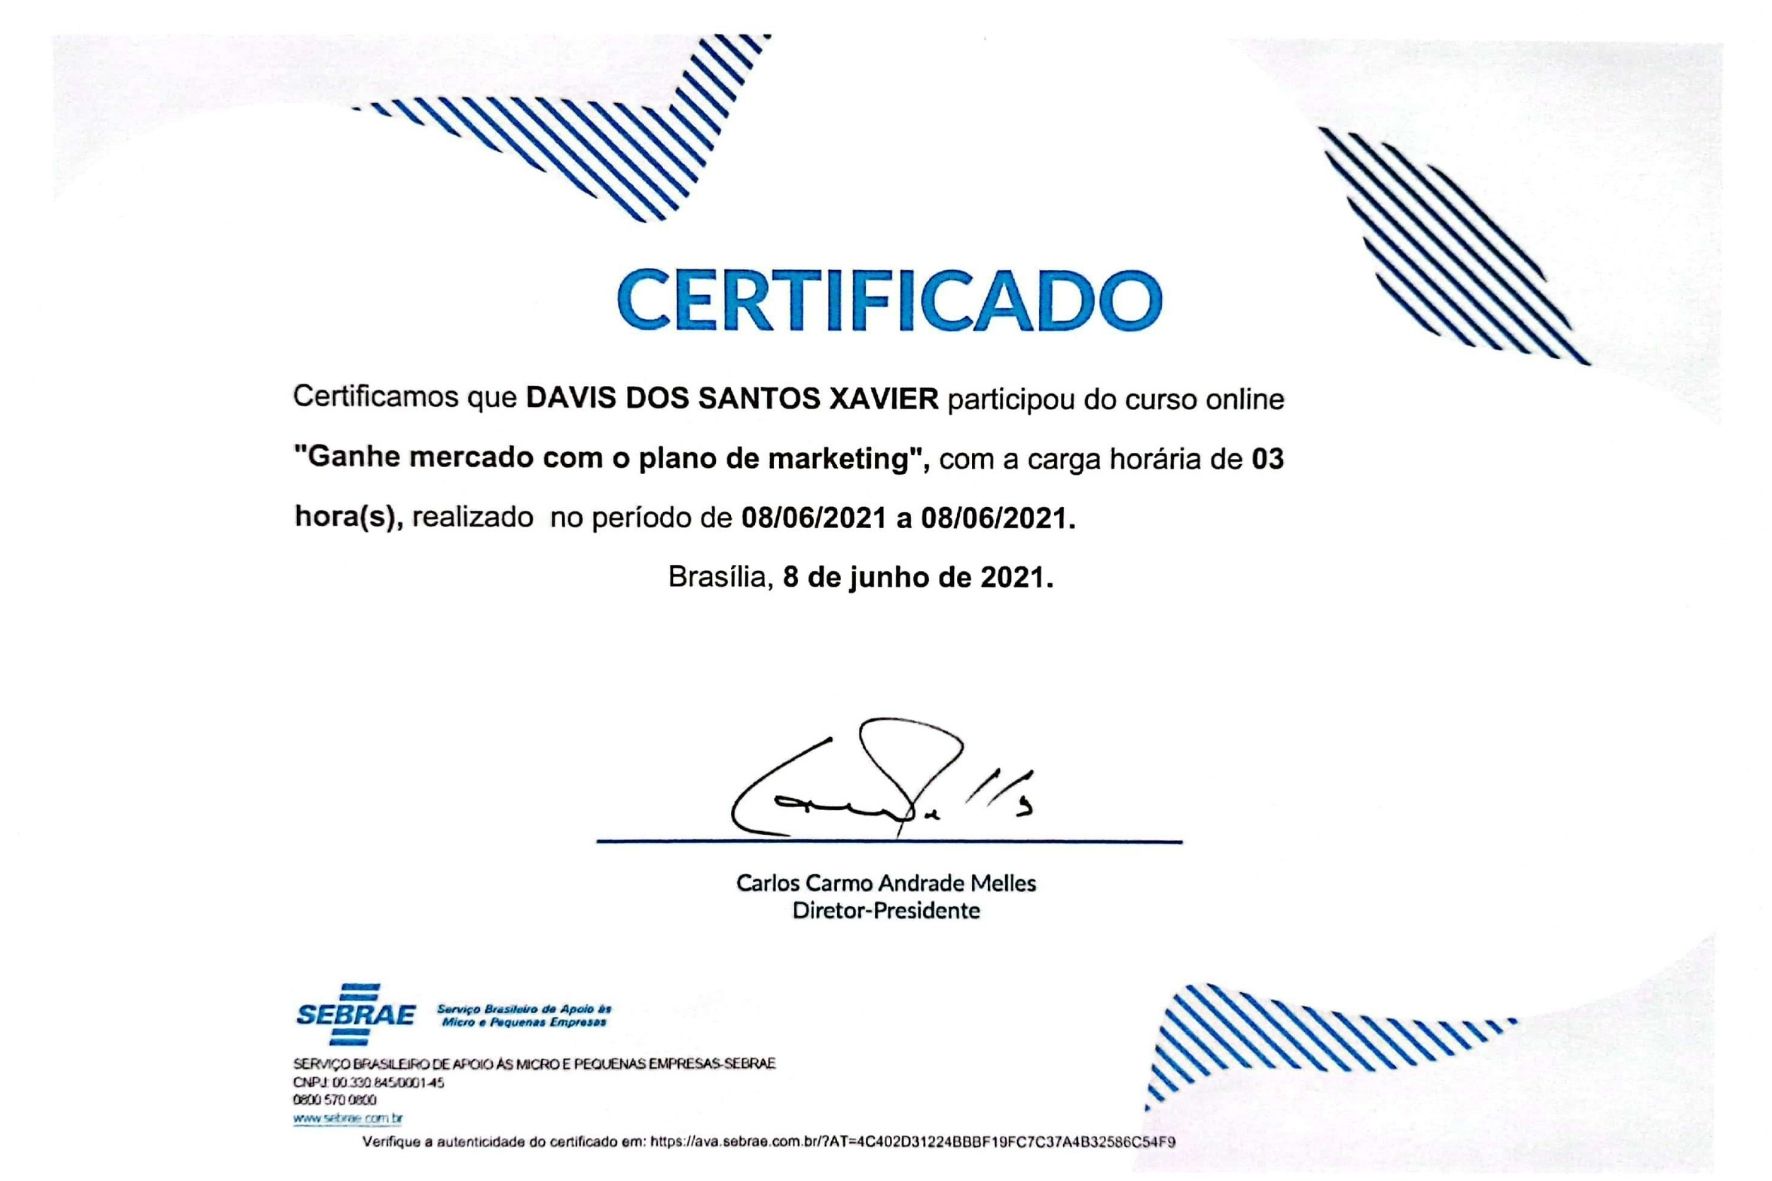 CERTIFICADO
Certificamos que DAVIS DOS SANTOS XAVIER participou do curso online
"Ganhe mercado com o plano de marketing", com a carga horária de 03
hora(s), realizado no período de 08/06/2021 a 08/06/2021.
Brasília, 8 de junho de 2021.
Carlos Carmo Andrade Melles
Diretor-Presidente
SEBRAE
Serviço Brasileiro de Apoio às
Micro e Pequenas Empresas
SERVIÇO BRASILEIRO DE APOIO ÀS MICRO E PEQUENAS EMPRESAS-SEBRAE
CNPJ: 00.330.845/0001-45
0800 570 0800
www.sebrae.com.br
Verifique a autenticidade do certificado em: https://ava.sebrae.com.br/?AT=4C402D31224BBBF19FC7C37A4B32586C54F9